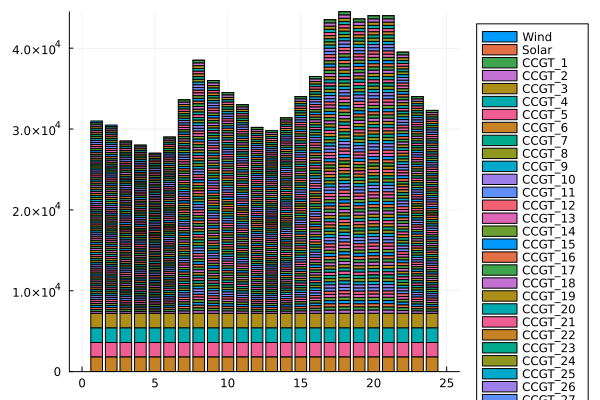 4.0×10⁴
3.0×10⁴
2.0×10⁴
1.0×10⁴
0
0 5 10 15 20 25
Wind
Solar
CCGT_1
CCGT_2
CCGT_3
CCGT_4
CCGT_5
CCGT_6
CCGT_7
CCGT_8
CCGT_9
CCGT_10
CCGT_11
CCGT_12
CCGT_13
CCGT_14
CCGT_15
CCGT_16
CCGT_17
CCGT_18
CCGT_19
CCGT_20
CCGT_21
CCGT_22
CCGT_23
CCGT_24
CCGT_25
CCGT_26
CCGT_27